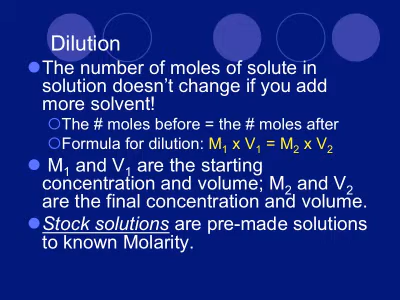 Dilution
The number of moles of solute in
solution doesn't change if you add
more solvent!
The # moles before = the # moles after
Formula for dilution: M₁ x V₁ = M₂ x V₂
M₁ and V₁ are the starting
concentration and volume; M₂ and V₂
are the final concentration and volume.
Stock solutions are pre-made solutions
to known Molarity.